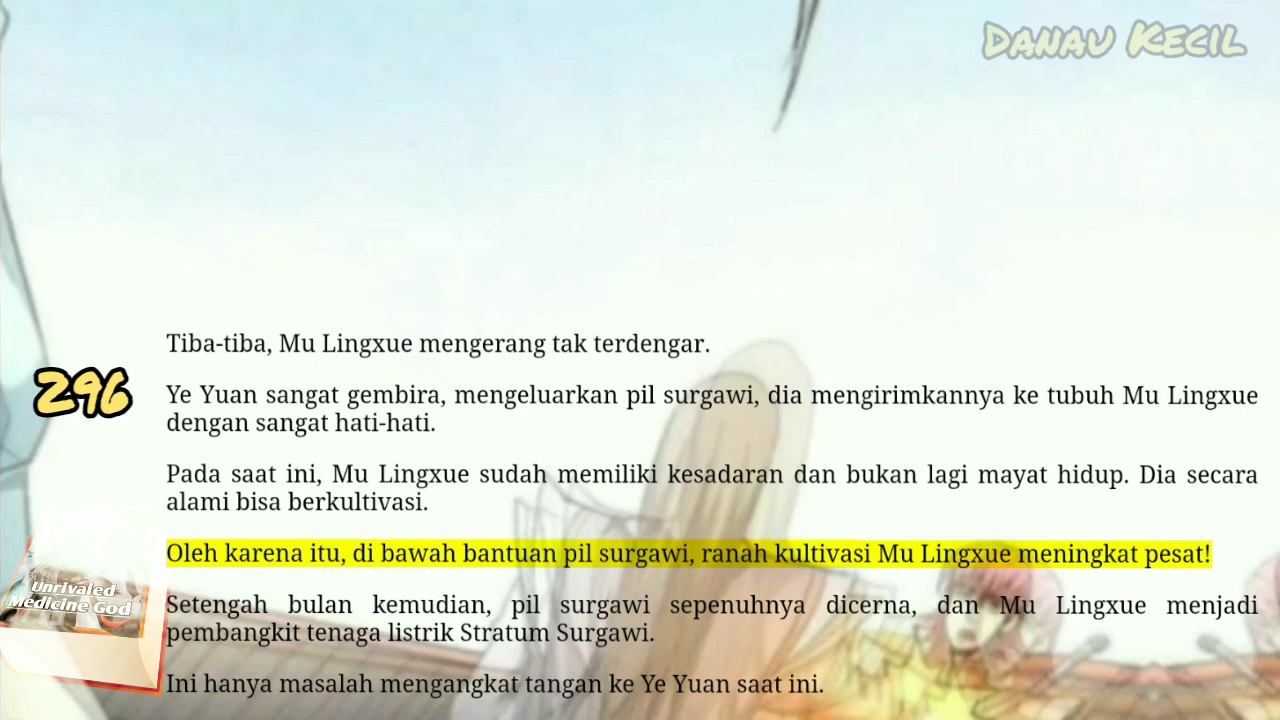 Danau Kecil
Tiba-tiba, Mu Lingxue mengerang tak terdengar.
296
Ye Yuan sangat gembira, mengeluarkan pil surgawi, dia mengirimkannya ke tubuh Mu Lingxue
dengan sangat hati-hati.
Pada saat ini, Mu Lingxue sudah memiliki kesadaran dan bukan lagi mayat hidup. Dia secara
alami bisa berkultivasi.
Oleh karena itu, di bawah bantuan pil surgawi, ranah kultivasi Mu Lingxue meningkat pesat!
Unrivaled
Medicine God
Setengah bulan kemudian, pil surgawi sepenuhnya dicerna, dan Mu Lingxue menjadi
pembangkit tenaga listrik Stratum Surgawi.
Ini hanya masalah mengangkat tangan ke Ye Yuan saat ini.